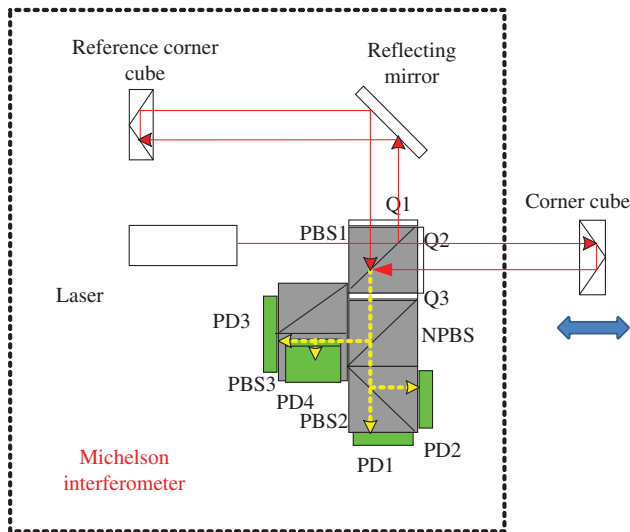 Reference corner
cube
Reflecting
mirror
Q1
Corner cube
PBS1
Q2
Laser
Q3
PD3
NPBS
PBS3
PD4
PBS2
PD2
Michelson
interferometer
PD1